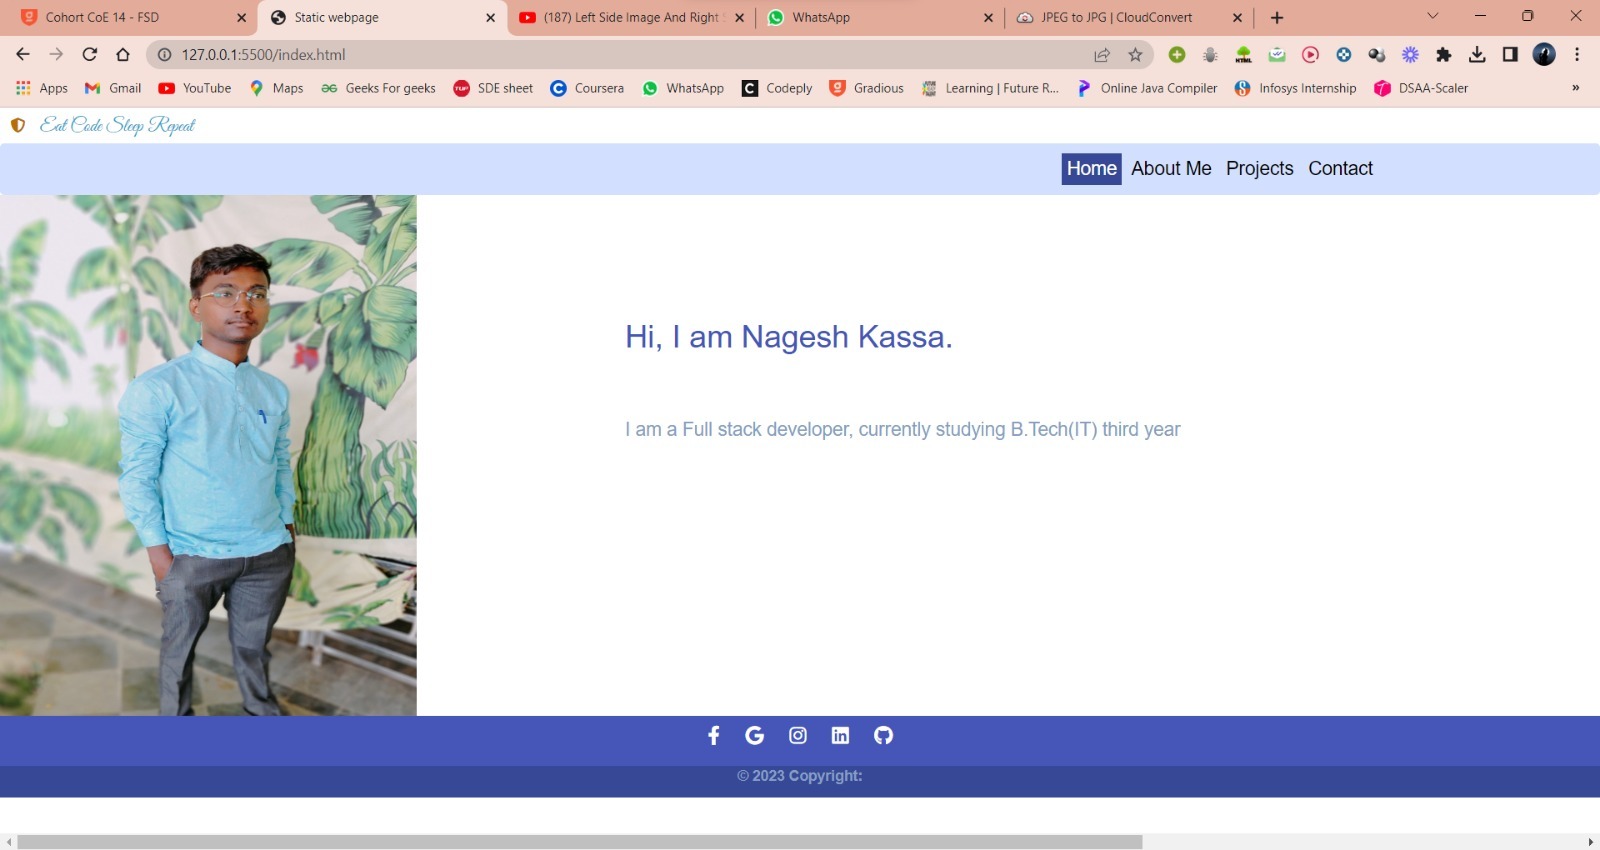 Cohort CoE 14 - FSD
Static webpage
(187) Left Side Image And Right
WhatsApp
JPEG to JPG | CloudConvert
127.0.0.1:5500/index.html
Apps Gmail YouTube Maps Geeks For geeks SDE sheet Coursera WhatsApp Codeply Gradious Learning | Future R... Online Java Compiler Infosys Internship DSAA-Scaler »
Eat Code Sleep Repeat
Home About Me Projects Contact
Hi, I am Nagesh Kassa.
I am a Full stack developer, currently studying B.Tech(IT) third year
© 2023 Copyright: